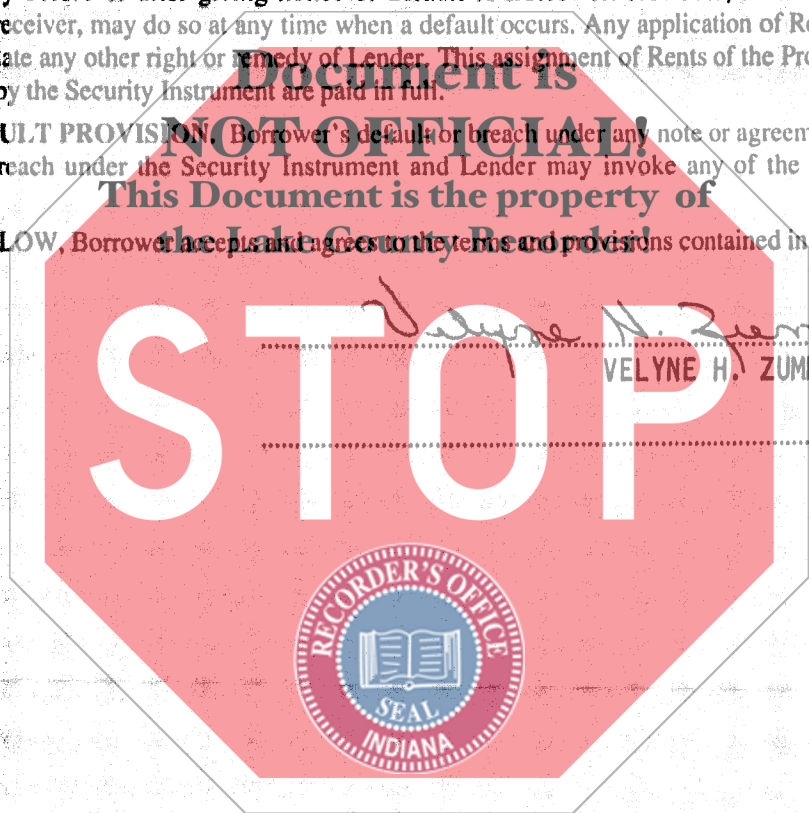 eceiver, may do so at any time when a default occurs. Any application of Re
ate any other right or remedy of Lender. This assignment of Rents of the Pro
by the Security Instrument are paid in full.
Document is
NOT OFFICIAL!
This Document is the property of
the Lake County Recorder!
ULT PROVISION. Borrower's default or breach under any note or agreem
reach under the Security Instrument and Lender may invoke any of the
LOW, Borrower accepts and agrees to the terms and provisions contained in
VELYNE H. ZUM
STOP
RECORDER'S OFFICE
SEAL
INDIANA